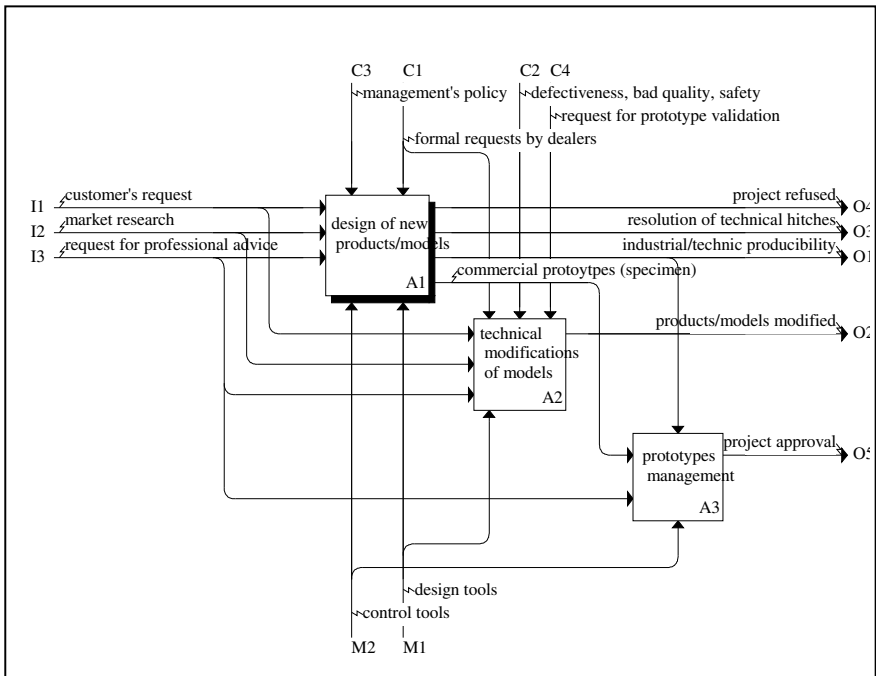 C3 C1 C2 C4
management's policy
defectiveness, bad quality, safety
request for prototype validation
formal requests by dealers
I1 customer's request
I2 market research
I3 request for professional advice
design of new
products/models
A1
project refused O4
resolution of technical hitches O3
industrial/technic producibility O1
commercial protoytpes (specimen)
technical
modifications
of models
A2
products/models modified O2
prototypes
management
A3
project approval O5
design tools
control tools
M2 M1